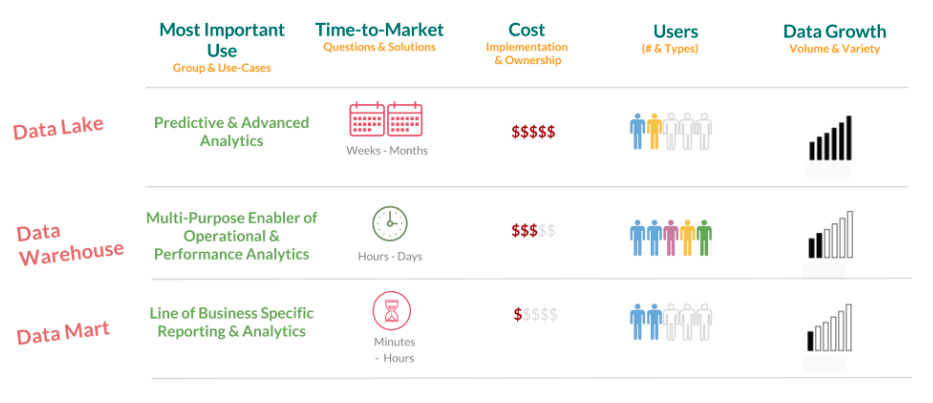 Most Important
Use
Group & Use-Cases
Time-to-Market
Questions & Solutions
Cost
Implementation
& Ownership
Users
(# & Types)
Data Growth
Volume & Variety
Data Lake
Predictive & Advanced
Analytics
Weeks - Months
$$$$$
Data
Warehouse
Multi-Purpose Enabler of
Operational &
Performance Analytics
Hours - Days
$$$$$
Data Mart
Line of Business Specific
Reporting & Analytics
Minutes
- Hours
$$$$$